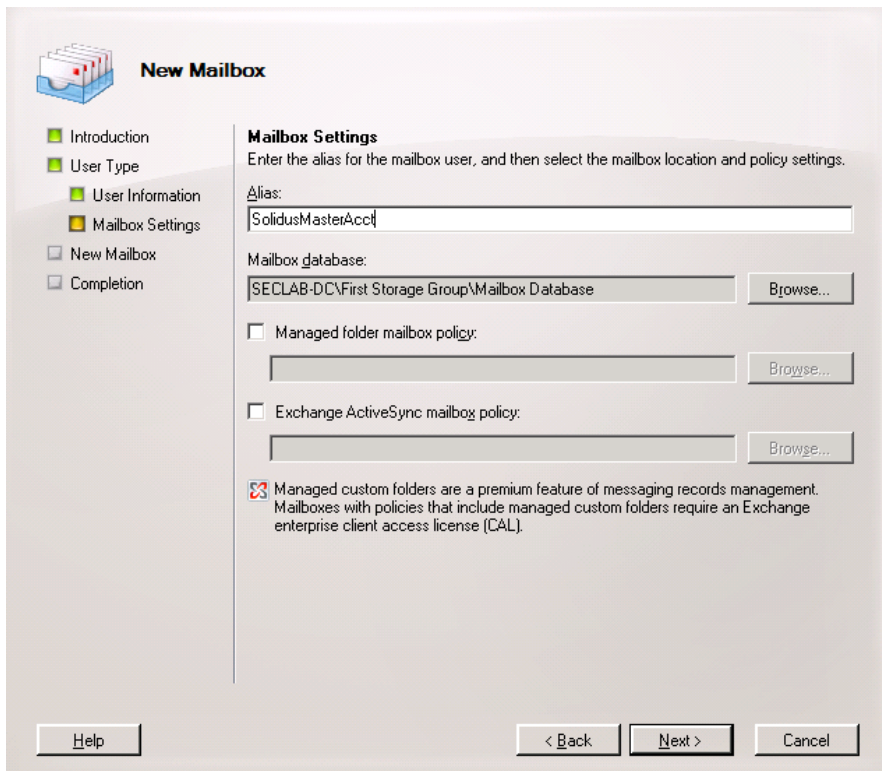 New Mailbox
Introduction
User Type
User Information
Mailbox Settings
New Mailbox
Completion
Mailbox Settings
Enter the alias for the mailbox user, and then select the mailbox location and policy settings.
Alias:
SolidusMasterAcct
Mailbox database:
SECLAB-DC\First Storage Group\Mailbox Database
Browse...
Managed folder mailbox policy:
Browse...
Exchange ActiveSync mailbox policy:
Browse...
Managed custom folders are a premium feature of messaging records management.
Mailboxes with policies that include managed custom folders require an Exchange
enterprise client access license (CAL).
Help
< Back
Next >
Cancel